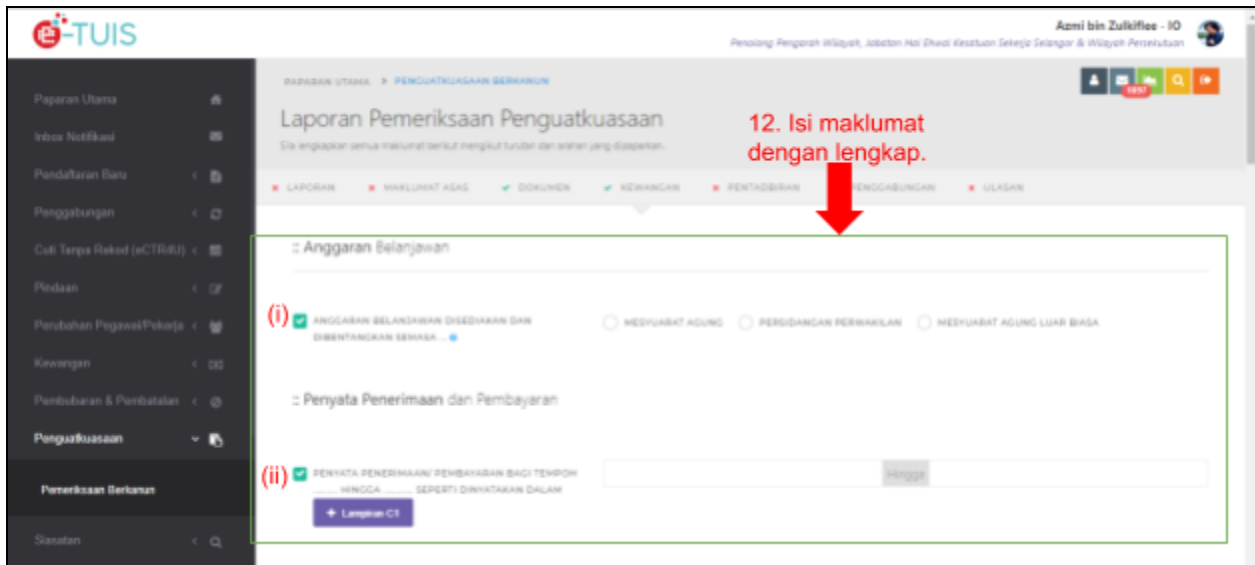 e-TUIS
Azmi bin Zulkiflee - IO
Penolong Pengarah Wilayah, Jabatan Hal Ehwal Kesatuan Sekerja Selangor & Wilayah Persekutuan
PAPARAN UTAMA > PENGUATKUASAAN BERKANUN
1897
Laporan Pemeriksaan Penguatkuasaan
Sila lengkapkan semua maklumat berikut mengikut turutan dan arahan yang dipaparkan.
12. Isi maklumat
dengan lengkap.
LAPORAN MAKLUMAT ASAS DOKUMEN KEWANGAN PENTADBIRAN PENGGABUNGAN ULASAN
Paparan Utama
Inbox Notifikasi
Pendaftaran Baru
Penggabungan
Cuti Tanpa Rekod (eCTR4U)
Pindaan
Perubahan Pegawai/Pekerja
Kewangan
Pembubaran & Pembatalan
Penguatkuasaan
Pemeriksaan Berkanun
Siasatan
:: Anggaran Belanjawan
(i) ANGGARAN BELANJAWAN DISEDIAKAN DAN
DIBENTANGKAN SEMASA ...
MESYUARAT AGUNG PERSIDANGAN PERWAKILAN MESYUARAT AGUNG LUAR BIASA
:: Penyata Penerimaan dan Pembayaran
(ii) PENYATA PENERIMAAN/ PEMBAYARAN BAGI TEMPOH
.......... HINGGA .......... SEPERTI DINYATAKAN DALAM
Hingga
+ Lampiran C1